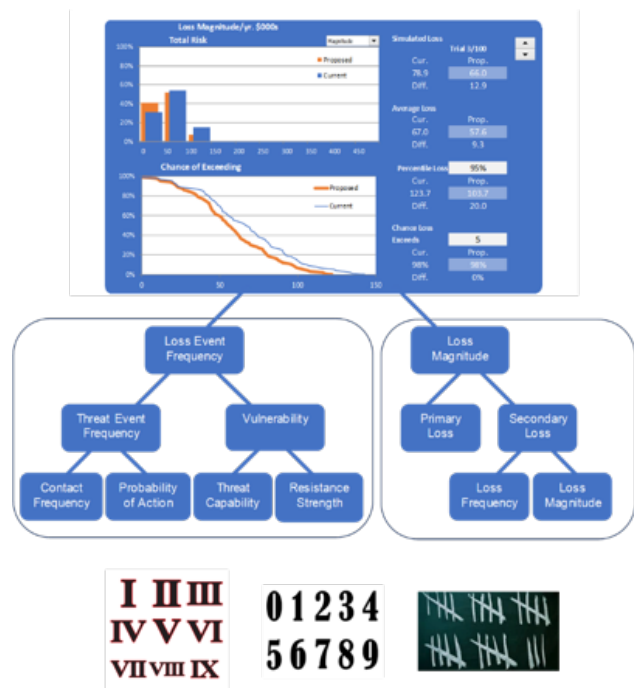 Loss Magnitude/yr. $000s
Total Risk
Magnitude
100%
80%
60%
40%
20%
0%
Proposed
Current
0 50 100 150 200 250 300 350 400 450
Chance of Exceeding
100%
80%
60%
40%
20%
0%
Proposed
Current
0 50 100 150
Simulated Loss
Trial 1/100
Cur. Prop.
78.9 66.0
Diff. 12.9
Average Loss
Cur. Prop.
67.0 57.6
Diff. 9.3
Percentile Loss 95%
Cur. Prop.
123.7 103.7
Diff. 20.0
Chance Loss
Exceeds 5
Cur. Prop.
98% 98%
Diff. 0%
Loss Event
Frequency
Loss
Magnitude
Threat Event
Frequency
Vulnerability
Primary
Loss
Secondary
Loss
Contact
Frequency
Probability
of Action
Threat
Capability
Resistance
Strength
Loss
Frequency
Loss
Magnitude
I II III
IV V VI
VII VIII IX
0 1 2 3 4
5 6 7 8 9